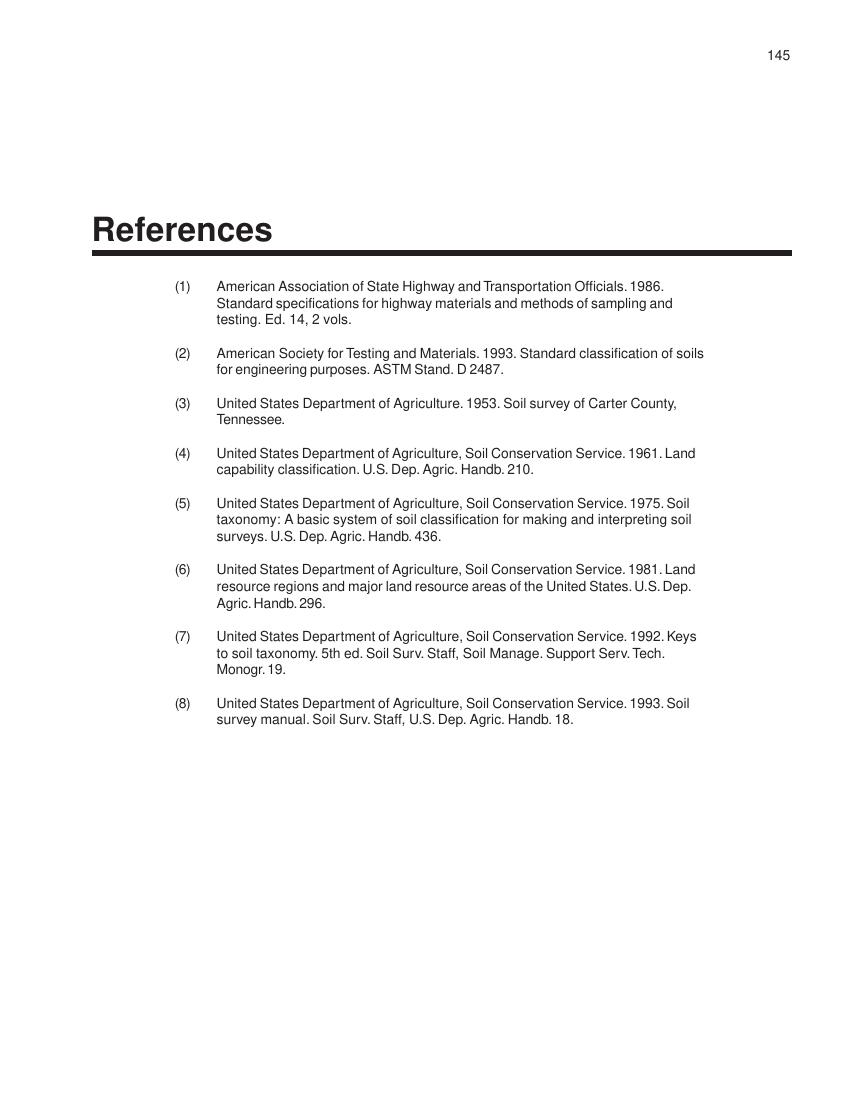 145
References
(1) American Association of State Highway and Transportation Officials. 1986.
Standard specifications for highway materials and methods of sampling and
testing. Ed. 14, 2 vols.
(2) American Society for Testing and Materials. 1993. Standard classification of soils
for engineering purposes. ASTM Stand. D 2487.
(3) United States Department of Agriculture. 1953. Soil survey of Carter County,
Tennessee.
(4) United States Department of Agriculture, Soil Conservation Service. 1961. Land
capability classification. U.S. Dep. Agric. Handb. 210.
(5) United States Department of Agriculture, Soil Conservation Service. 1975. Soil
taxonomy: A basic system of soil classification for making and interpreting soil
surveys. U.S. Dep. Agric. Handb. 436.
(6) United States Department of Agriculture, Soil Conservation Service. 1981. Land
resource regions and major land resource areas of the United States. U.S. Dep.
Agric. Handb. 296.
(7) United States Department of Agriculture, Soil Conservation Service. 1992. Keys
to soil taxonomy. 5th ed. Soil Surv. Staff, Soil Manage. Support Serv. Tech.
Monogr. 19.
(8) United States Department of Agriculture, Soil Conservation Service. 1993. Soil
survey manual. Soil Surv. Staff, U.S. Dep. Agric. Handb. 18.